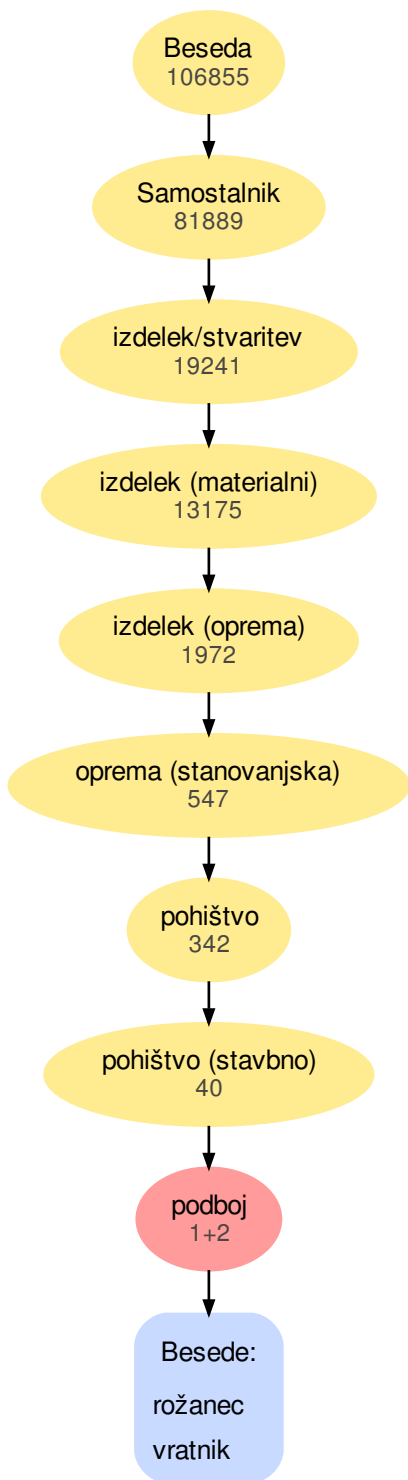 Beseda
106855
Samostalnik
81889
izdelek/stvaritev
19241
izdelek (materialni)
13175
izdelek (oprema)
1972
oprema (stanovanjska)
547
pohištvo
342
pohištvo (stavbno)
40
podboj
1+2
Besede:
rožanec
vratnik